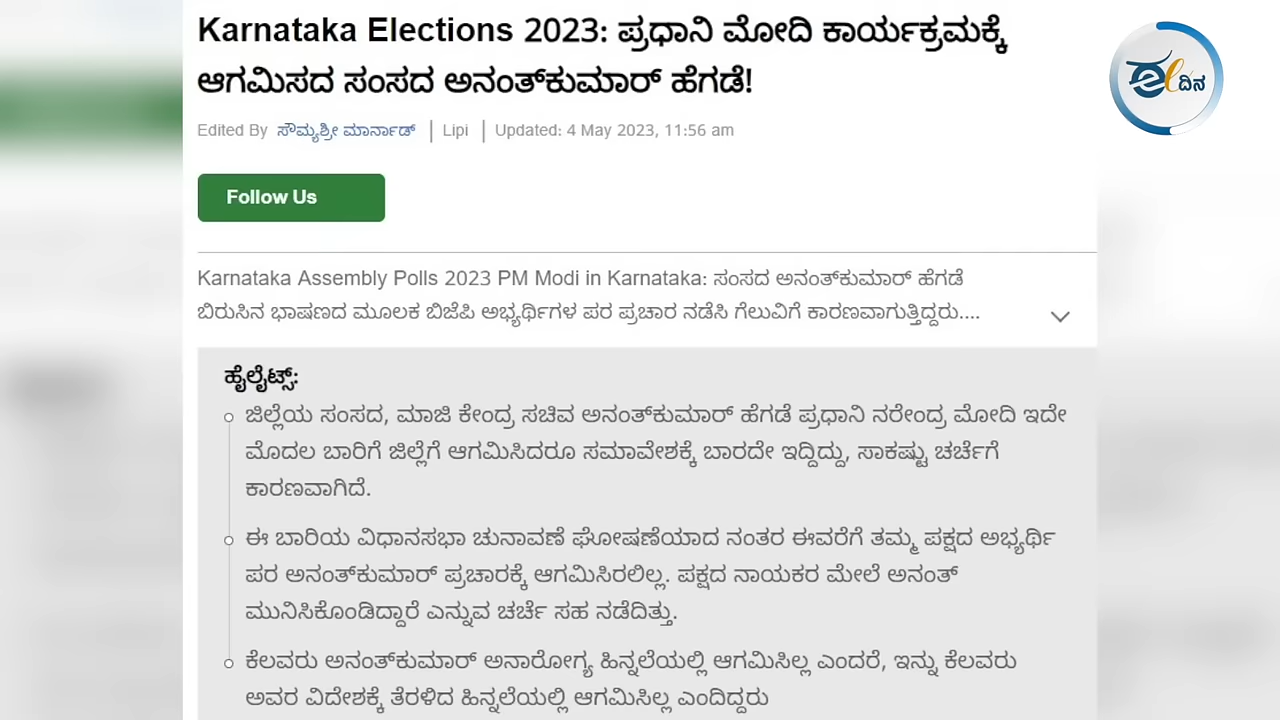 Karnataka Elections 2023: ಪ್ರಧಾನಿ ಮೋದಿ ಕಾರ್ಯಕ್ರಮಕ್ಕೆ
ಆಗಮಿಸದ ಸಂಸದ ಅನಂತ್‌ಕುಮಾರ್ ಹೆಗಡೆ!
ಈ ದಿನ
Edited By ಸೌಮ್ಯಶ್ರೀ ಮಾರ್ನಾಡ್ | Lipi | Updated: 4 May 2023, 11:56 am
Follow Us
Karnataka Assembly Polls 2023 PM Modi in Karnataka: ಸಂಸದ ಅನಂತ್‌ಕುಮಾರ್ ಹೆಗಡೆ
ಬಿರುಸಿನ ಭಾಷಣದ ಮೂಲಕ ಬಿಜೆಪಿ ಅಭ್ಯರ್ಥಿಗಳ ಪರ ಪ್ರಚಾರ ನಡೆಸಿ ಗೆಲುವಿಗೆ ಕಾರಣವಾಗುತ್ತಿದ್ದರು....
ಹೈಲೈಟ್ಸ್‌:
ಜಿಲ್ಲೆಯ ಸಂಸದ, ಮಾಜಿ ಕೇಂದ್ರ ಸಚಿವ ಅನಂತ್‌ಕುಮಾರ್ ಹೆಗಡೆ ಪ್ರಧಾನಿ ನರೇಂದ್ರ ಮೋದಿ ಇದೇ
ಮೊದಲ ಬಾರಿಗೆ ಜಿಲ್ಲೆಗೆ ಆಗಮಿಸಿದರೂ ಸಮಾವೇಶಕ್ಕೆ ಬಾರದೇ ಇದ್ದಿದ್ದು, ಸಾಕಷ್ಟು ಚರ್ಚೆಗೆ
ಕಾರಣವಾಗಿದೆ.
ಈ ಬಾರಿಯ ವಿಧಾನಸಭಾ ಚುನಾವಣೆ ಘೋಷಣೆಯಾದ ನಂತರ ಈವರೆಗೆ ತಮ್ಮ ಪಕ್ಷದ ಅಭ್ಯರ್ಥಿ
ಪರ ಅನಂತ್‌ಕುಮಾರ್ ಪ್ರಚಾರಕ್ಕೆ ಆಗಮಿಸಿರಲಿಲ್ಲ. ಪಕ್ಷದ ನಾಯಕರ ಮೇಲೆ ಅನಂತ್‌
ಮುನಿಸಿಕೊಂಡಿದ್ದಾರೆ ಎನ್ನುವ ಚರ್ಚೆ ಸಹ ನಡೆದಿತ್ತು.
ಕೆಲವರು ಅನಂತ್‌ಕುಮಾರ್ ಅನಾರೋಗ್ಯ ಹಿನ್ನಲೆಯಲ್ಲಿ ಆಗಮಿಸಿಲ್ಲ ಎಂದರೆ, ಇನ್ನು ಕೆಲವರು
ಅವರ ವಿದೇಶಕ್ಕೆ ತೆರಳಿದ ಹಿನ್ನಲೆಯಲ್ಲಿ ಆಗಮಿಸಿಲ್ಲ ಎಂದಿದ್ದರು